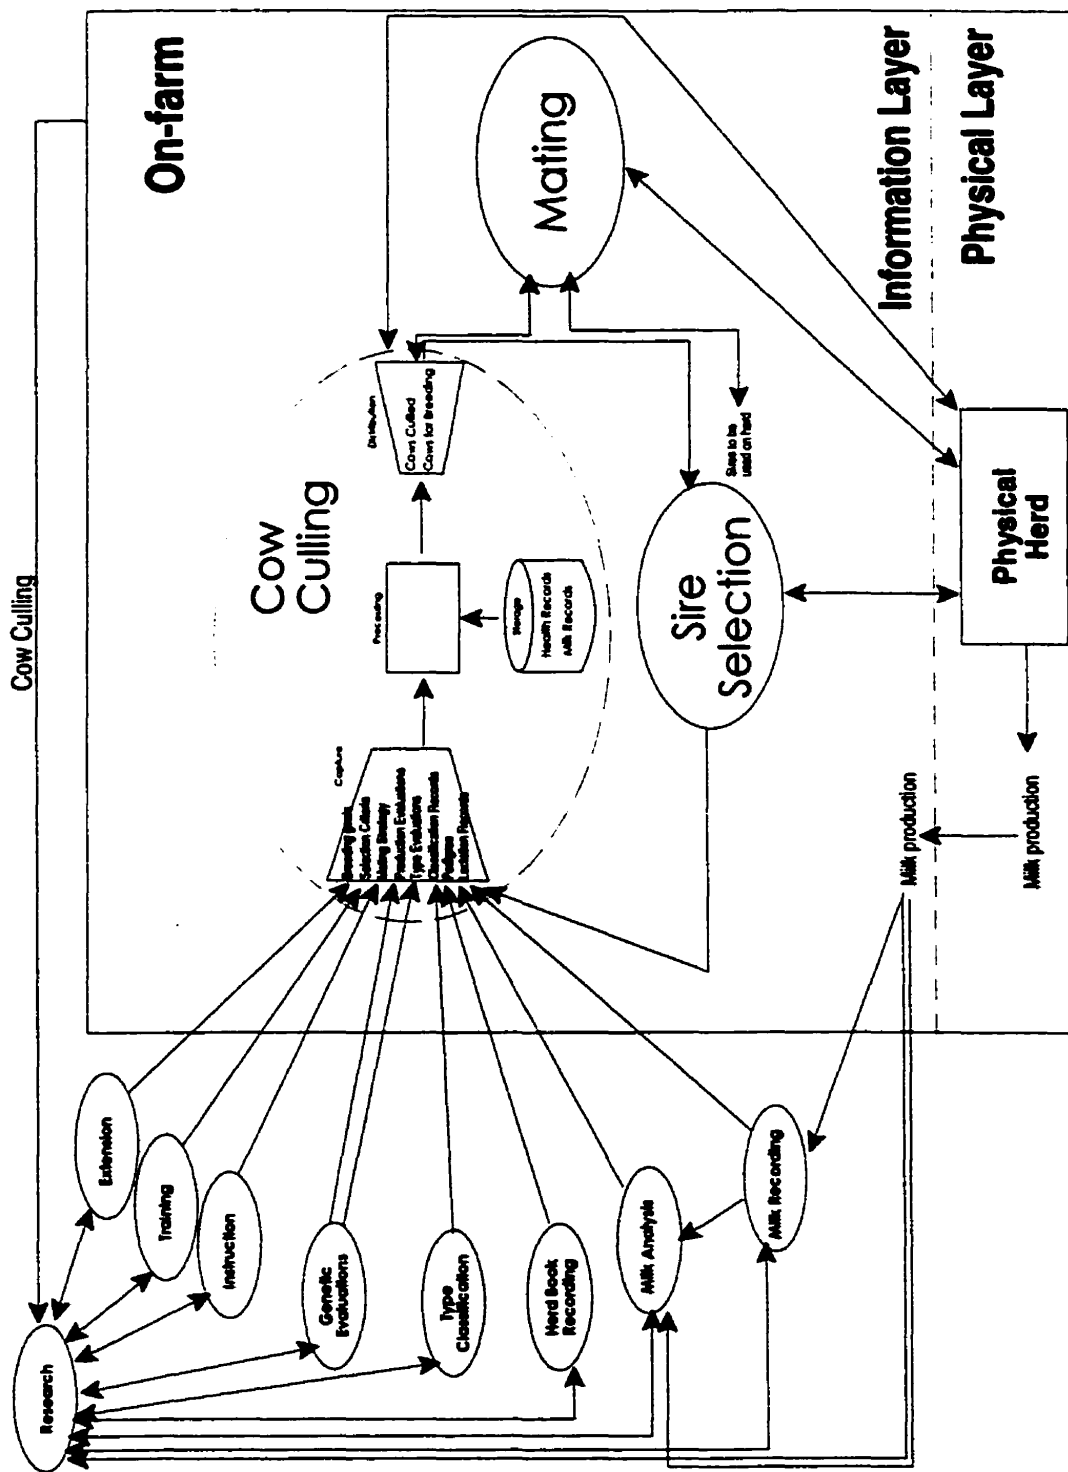 Cow Culling
On-farm
Research
Extension
Training
Instruction
Genetic
Evaluations
Type
Classification
Herd Book
Recording
Milk Analysis
Milk Recording
Cow
Culling
Capture
Breeding goals
Selection Criteria
Mating Strategy
Production Evaluations
Type Evaluations
Classification Records
Pedigree
Lactation Records
Processing
Storage
Health Records
Milk Records
Distribution
Cows Culled
Cows for Breeding
Mating
Sire
Selection
Sires to be
used on herd
Information Layer
Physical Layer
Physical
Herd
Milk production
Milk production